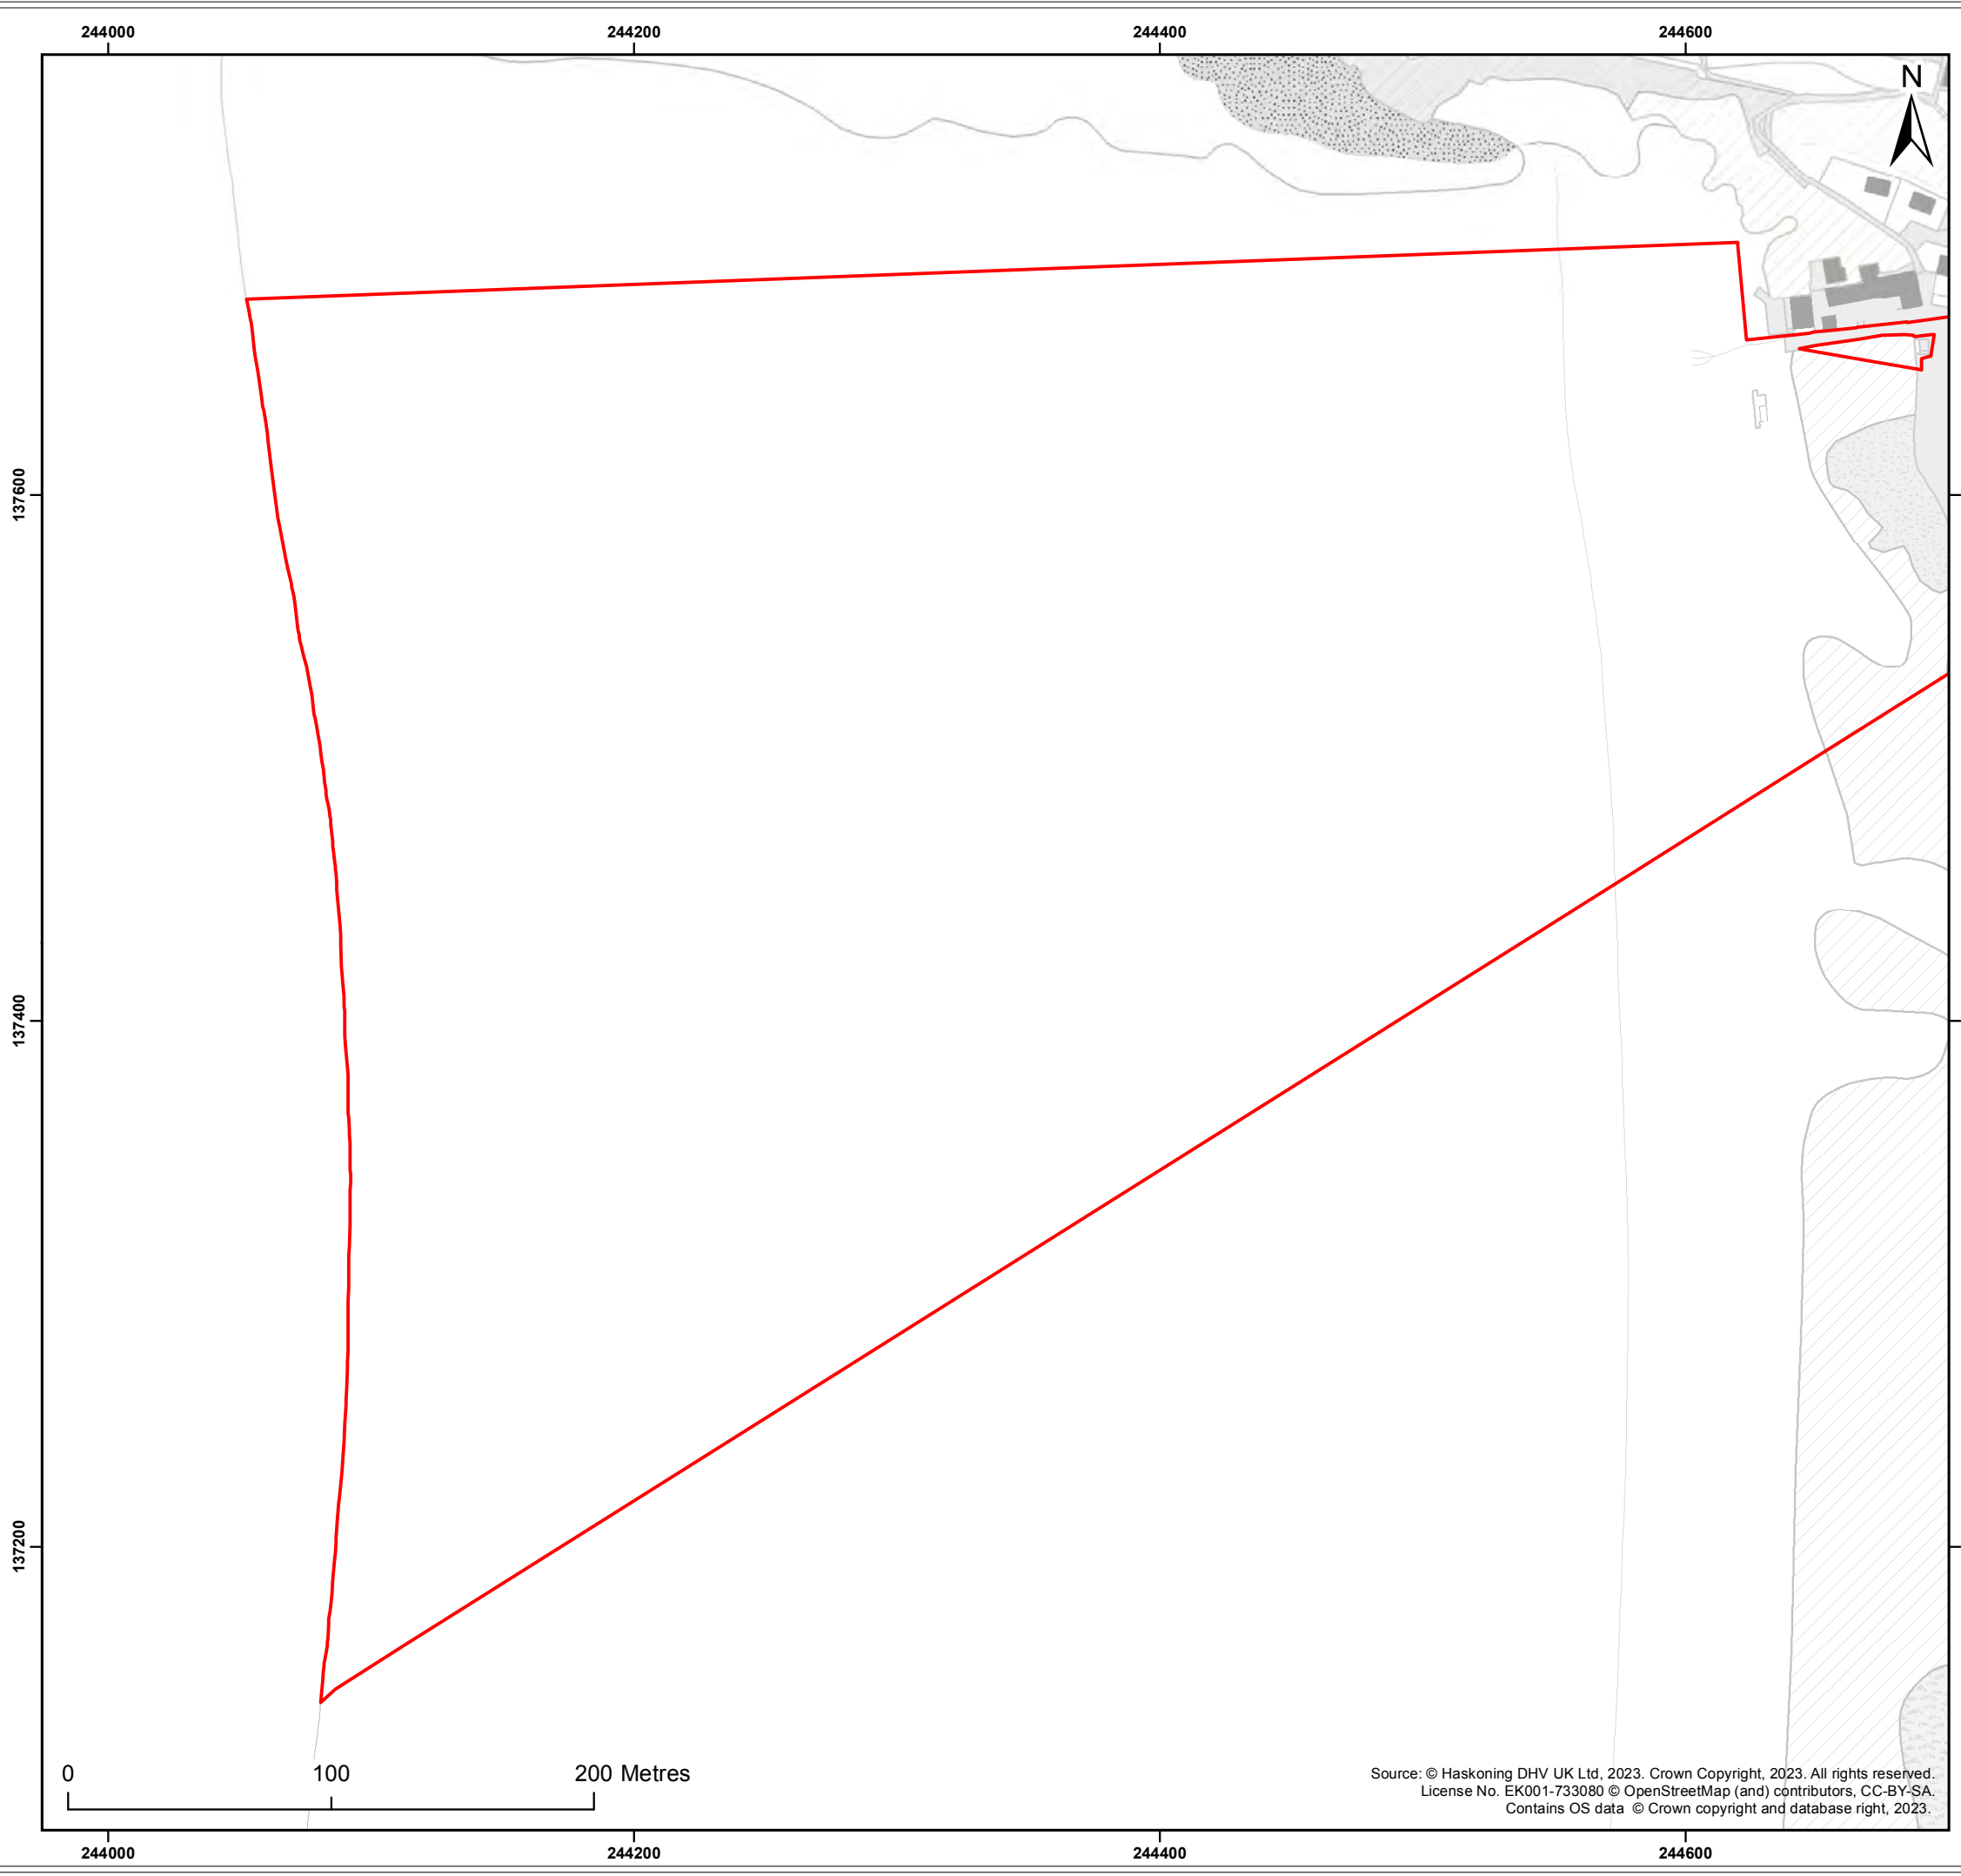 244000 244200 244400 244600
N
137600
137400
137200
0 100 200 Metres
Source: © Haskoning DHV UK Ltd, 2023. Crown Copyright, 2023. All rights reserved.
License No. EK001-733080 © OpenStreetMap (and) contributors, CC-BY-SA.
Contains OS data © Crown copyright and database right, 2023.
244000 244200 244400 244600